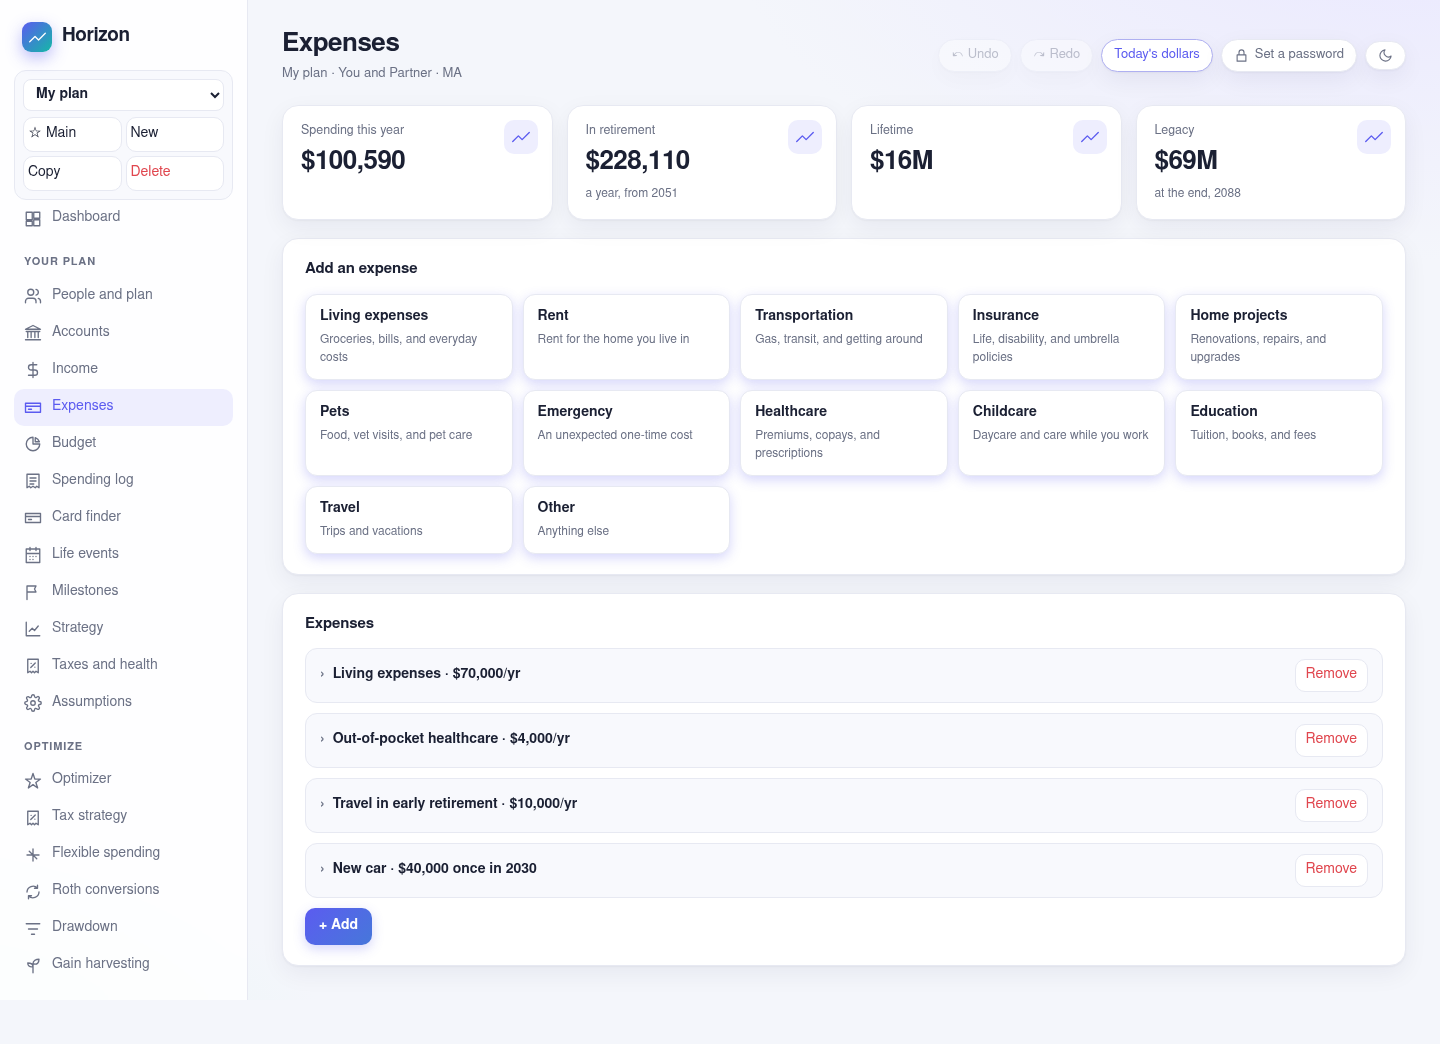 Horizon
My plan
☆ Main
New
Copy
Delete
Dashboard
YOUR PLAN
People and plan
Accounts
Income
Expenses
Budget
Spending log
Card finder
Life events
Milestones
Strategy
Taxes and health
Assumptions
OPTIMIZE
Optimizer
Tax strategy
Flexible spending
Roth conversions
Drawdown
Gain harvesting
Expenses
My plan · You and Partner · MA
Undo
Redo
Today's dollars
Set a password
Spending this year
$100,590
In retirement
$228,110
a year, from 2051
Lifetime
$16M
Legacy
$69M
at the end, 2088
Add an expense
Living expenses
Groceries, bills, and everyday
costs
Rent
Rent for the home you live in
Transportation
Gas, transit, and getting around
Insurance
Life, disability, and umbrella
policies
Home projects
Renovations, repairs, and
upgrades
Pets
Food, vet visits, and pet care
Emergency
An unexpected one-time cost
Healthcare
Premiums, copays, and
prescriptions
Childcare
Daycare and care while you work
Education
Tuition, books, and fees
Travel
Trips and vacations
Other
Anything else
Expenses
› Living expenses · $70,000/yr
Remove
› Out-of-pocket healthcare · $4,000/yr
Remove
› Travel in early retirement · $10,000/yr
Remove
› New car · $40,000 once in 2030
Remove
+ Add